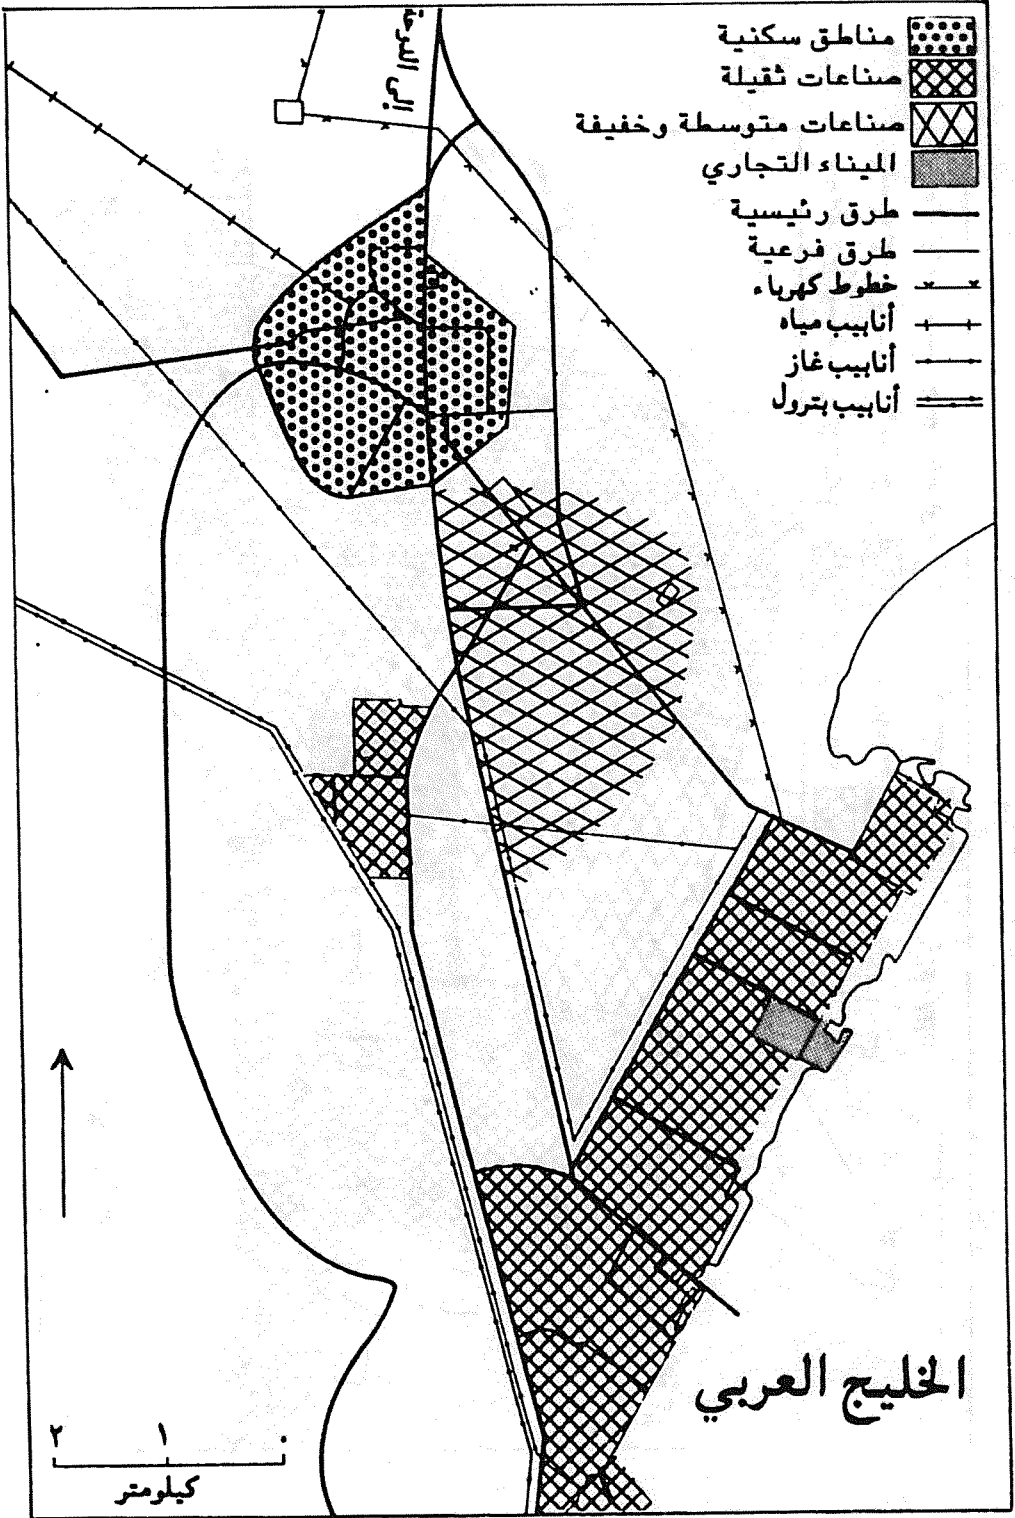 مناطق سكنية
صناعات ثقيلة
صناعات متوسطة وخفيفة
الميناء التجاري
طرق رئيسية
طرق فرعية
خطوط كهرباء
أنابيب مياه
أنابيب غاز
أنابيب بترول
إلى الدوحة
الخليج العربي
٢ ١ ٠
كيلومتر